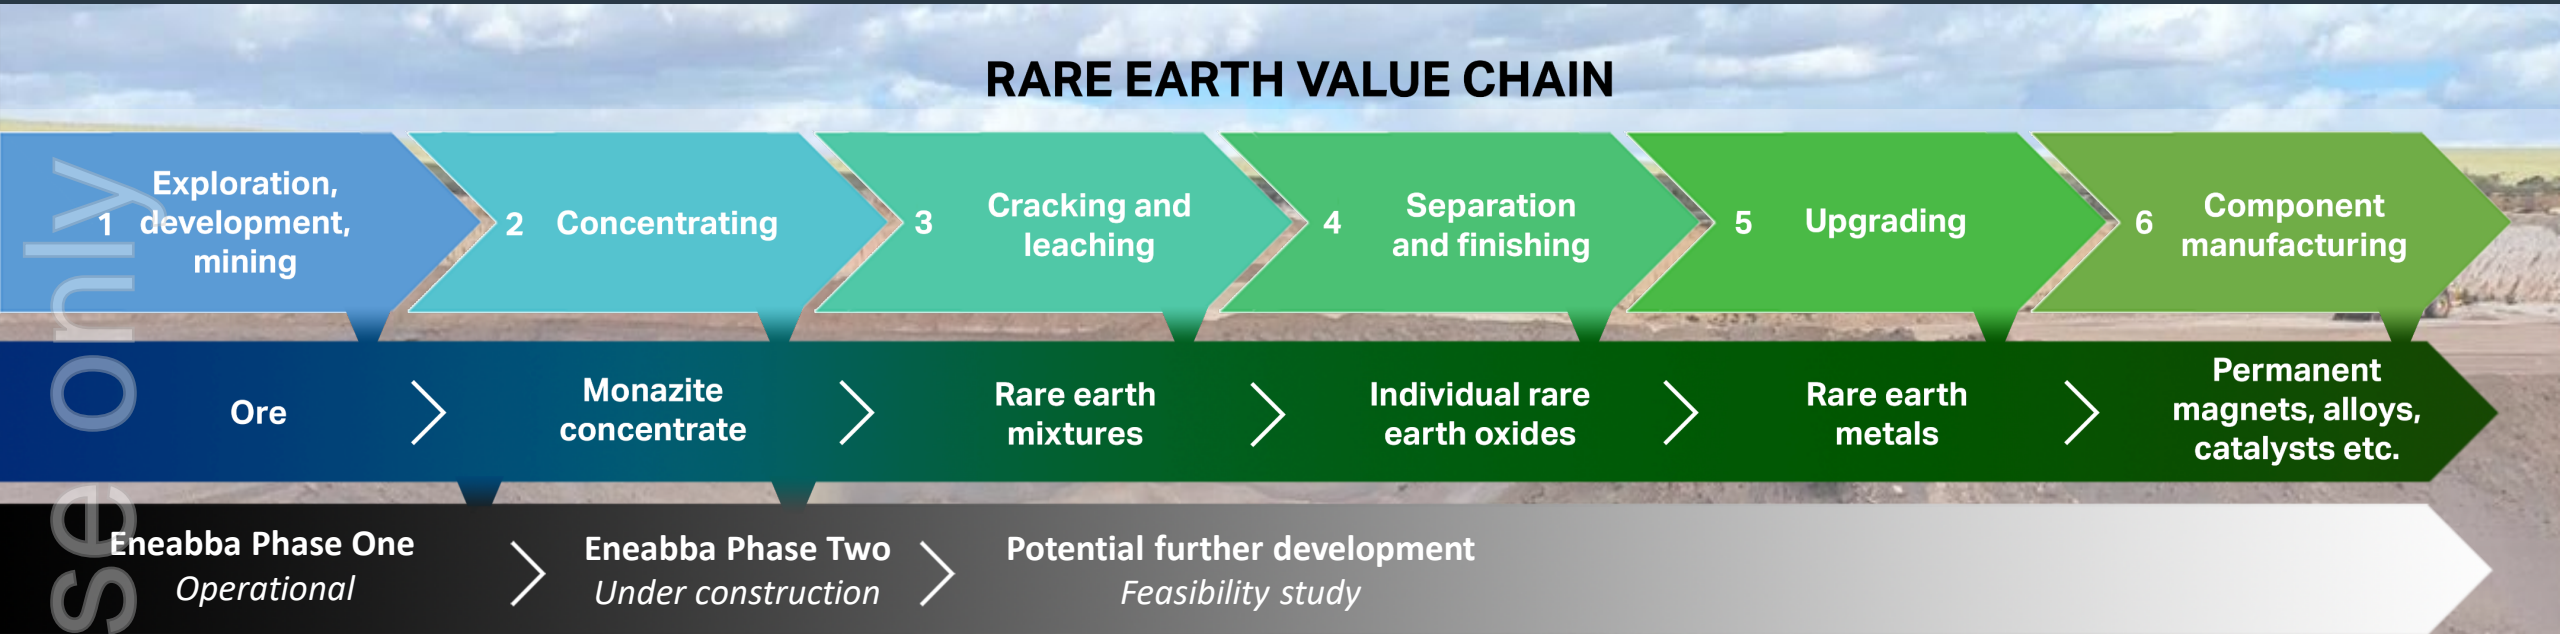 RARE EARTH VALUE CHAIN
1
Exploration,
development,
mining
2
Concentrating
3
Cracking and
leaching
4
Separation
and finishing
5
Upgrading
6
Component
manufacturing
Ore
Monazite
concentrate
Rare earth
mixtures
Individual rare
earth oxides
Rare earth
metals
Permanent
magnets, alloys,
catalysts etc.
Eneabba Phase One
Operational
Eneabba Phase Two
Under construction
Potential further development
Feasibility study
se only